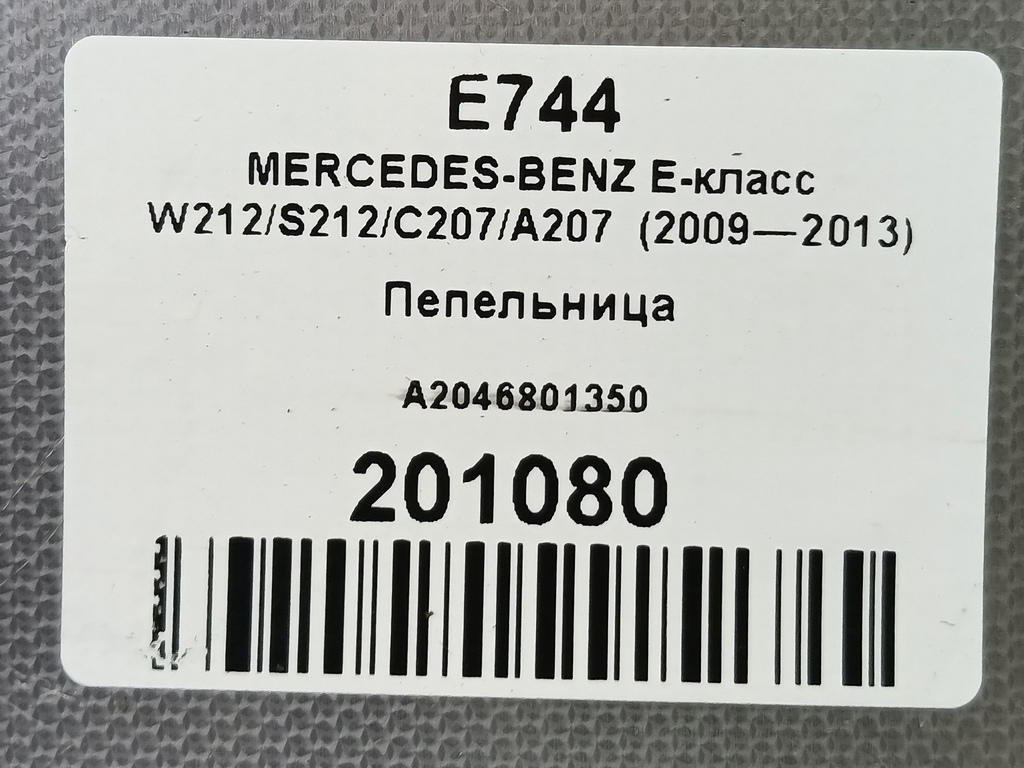 E744
MERCEDES-BENZ E-класс
W212/S212/C207/A207 (2009—2013)
Пепельница
A2046801350
201080